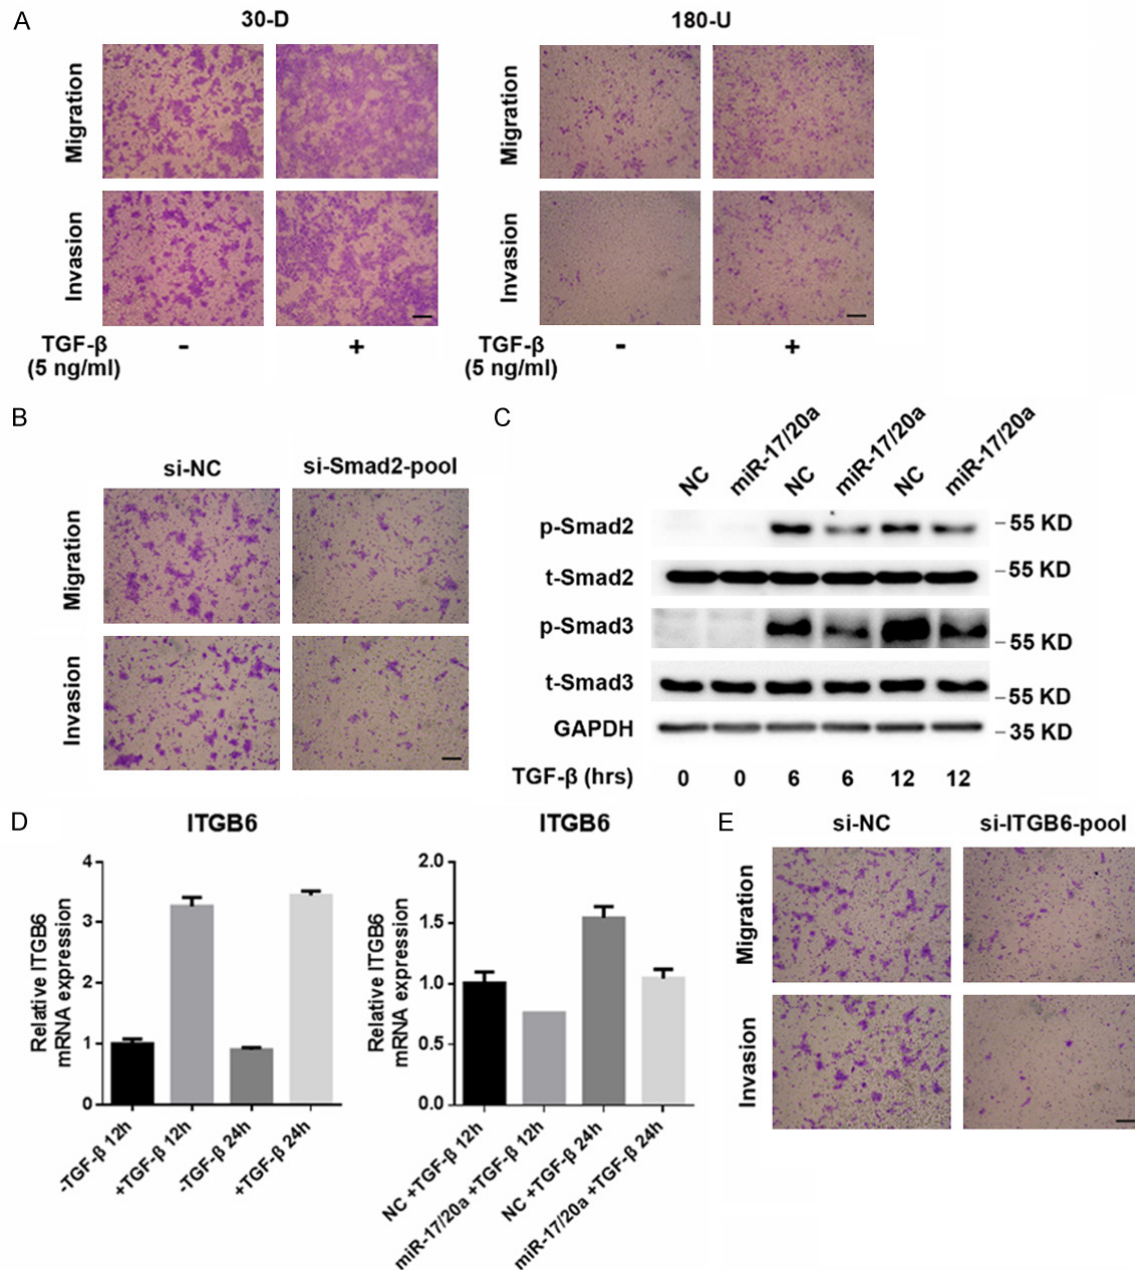 A
30-D
180-U
Migration
Migration
Invasion
Invasion
TGF-β
(5 ng/ml)
-
+
TGF-β
(5 ng/ml)
-
+
B
si-NC
si-Smad2-pool
Migration
Invasion
C
NC
miR-17/20a
NC
miR-17/20a
NC
miR-17/20a
p-Smad2
55 KD
t-Smad2
55 KD
p-Smad3
55 KD
t-Smad3
55 KD
GAPDH
35 KD
TGF-β (hrs)
0
0
6
6
12
12
D
ITGB6
Relative ITGB6
mRNA expression
4
3
2
1
0
-TGF-β 12h
+TGF-β 12h
-TGF-β 24h
+TGF-β 24h
ITGB6
Relative ITGB6
mRNA expression
2.0
1.5
1.0
0.5
0.0
NC +TGF-β 12h
miR-17/20a +TGF-β 12h
NC +TGF-β 24h
miR-17/20a +TGF-β 24h
E
si-NC
si-ITGB6-pool
Migration
Invasion